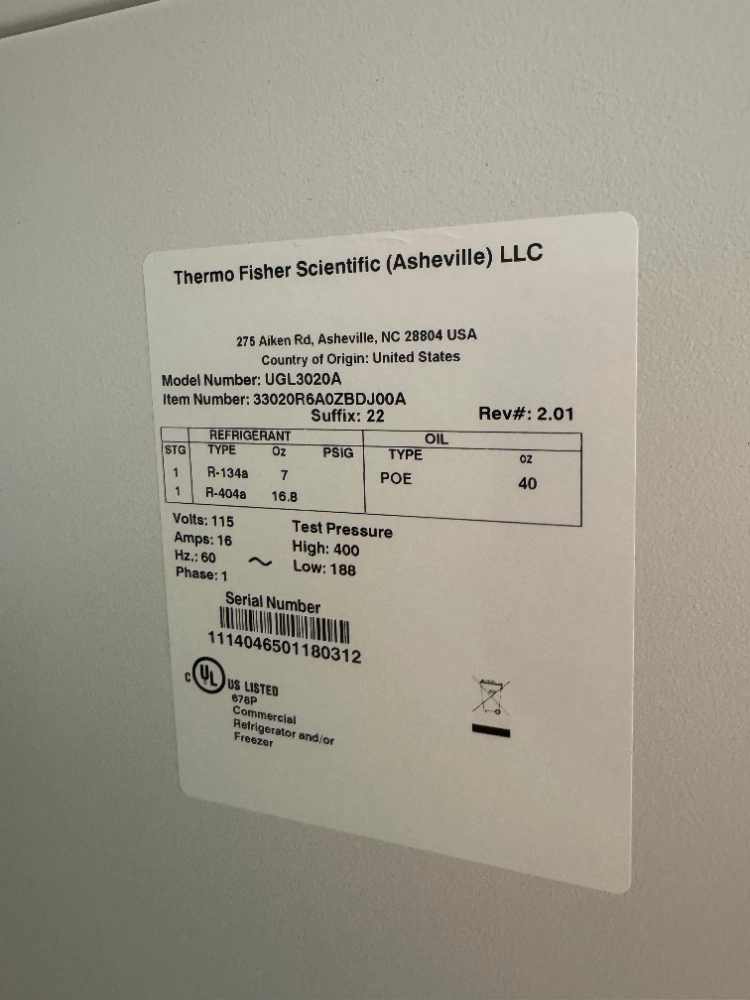 Thermo Fisher Scientific (Asheville) LLC
275 Aiken Rd, Asheville, NC 28804 USA
Country of Origin: United States
Model Number: UGL3020A
Item Number: 33020R6A0ZBDJ00A
Suffix: 22 Rev#: 2.01
REFRIGERANT OIL
STG TYPE Oz PSIG TYPE oz
1 R-134a 7 POE 40
1 R-404a 16.8
Volts: 115
Amps: 16
Hz.: 60
Phase: 1
~
Test Pressure
High: 400
Low: 188
Serial Number
1114046501180312
C UL US LISTED
678P
Commercial
Refrigerator and/or
Freezer